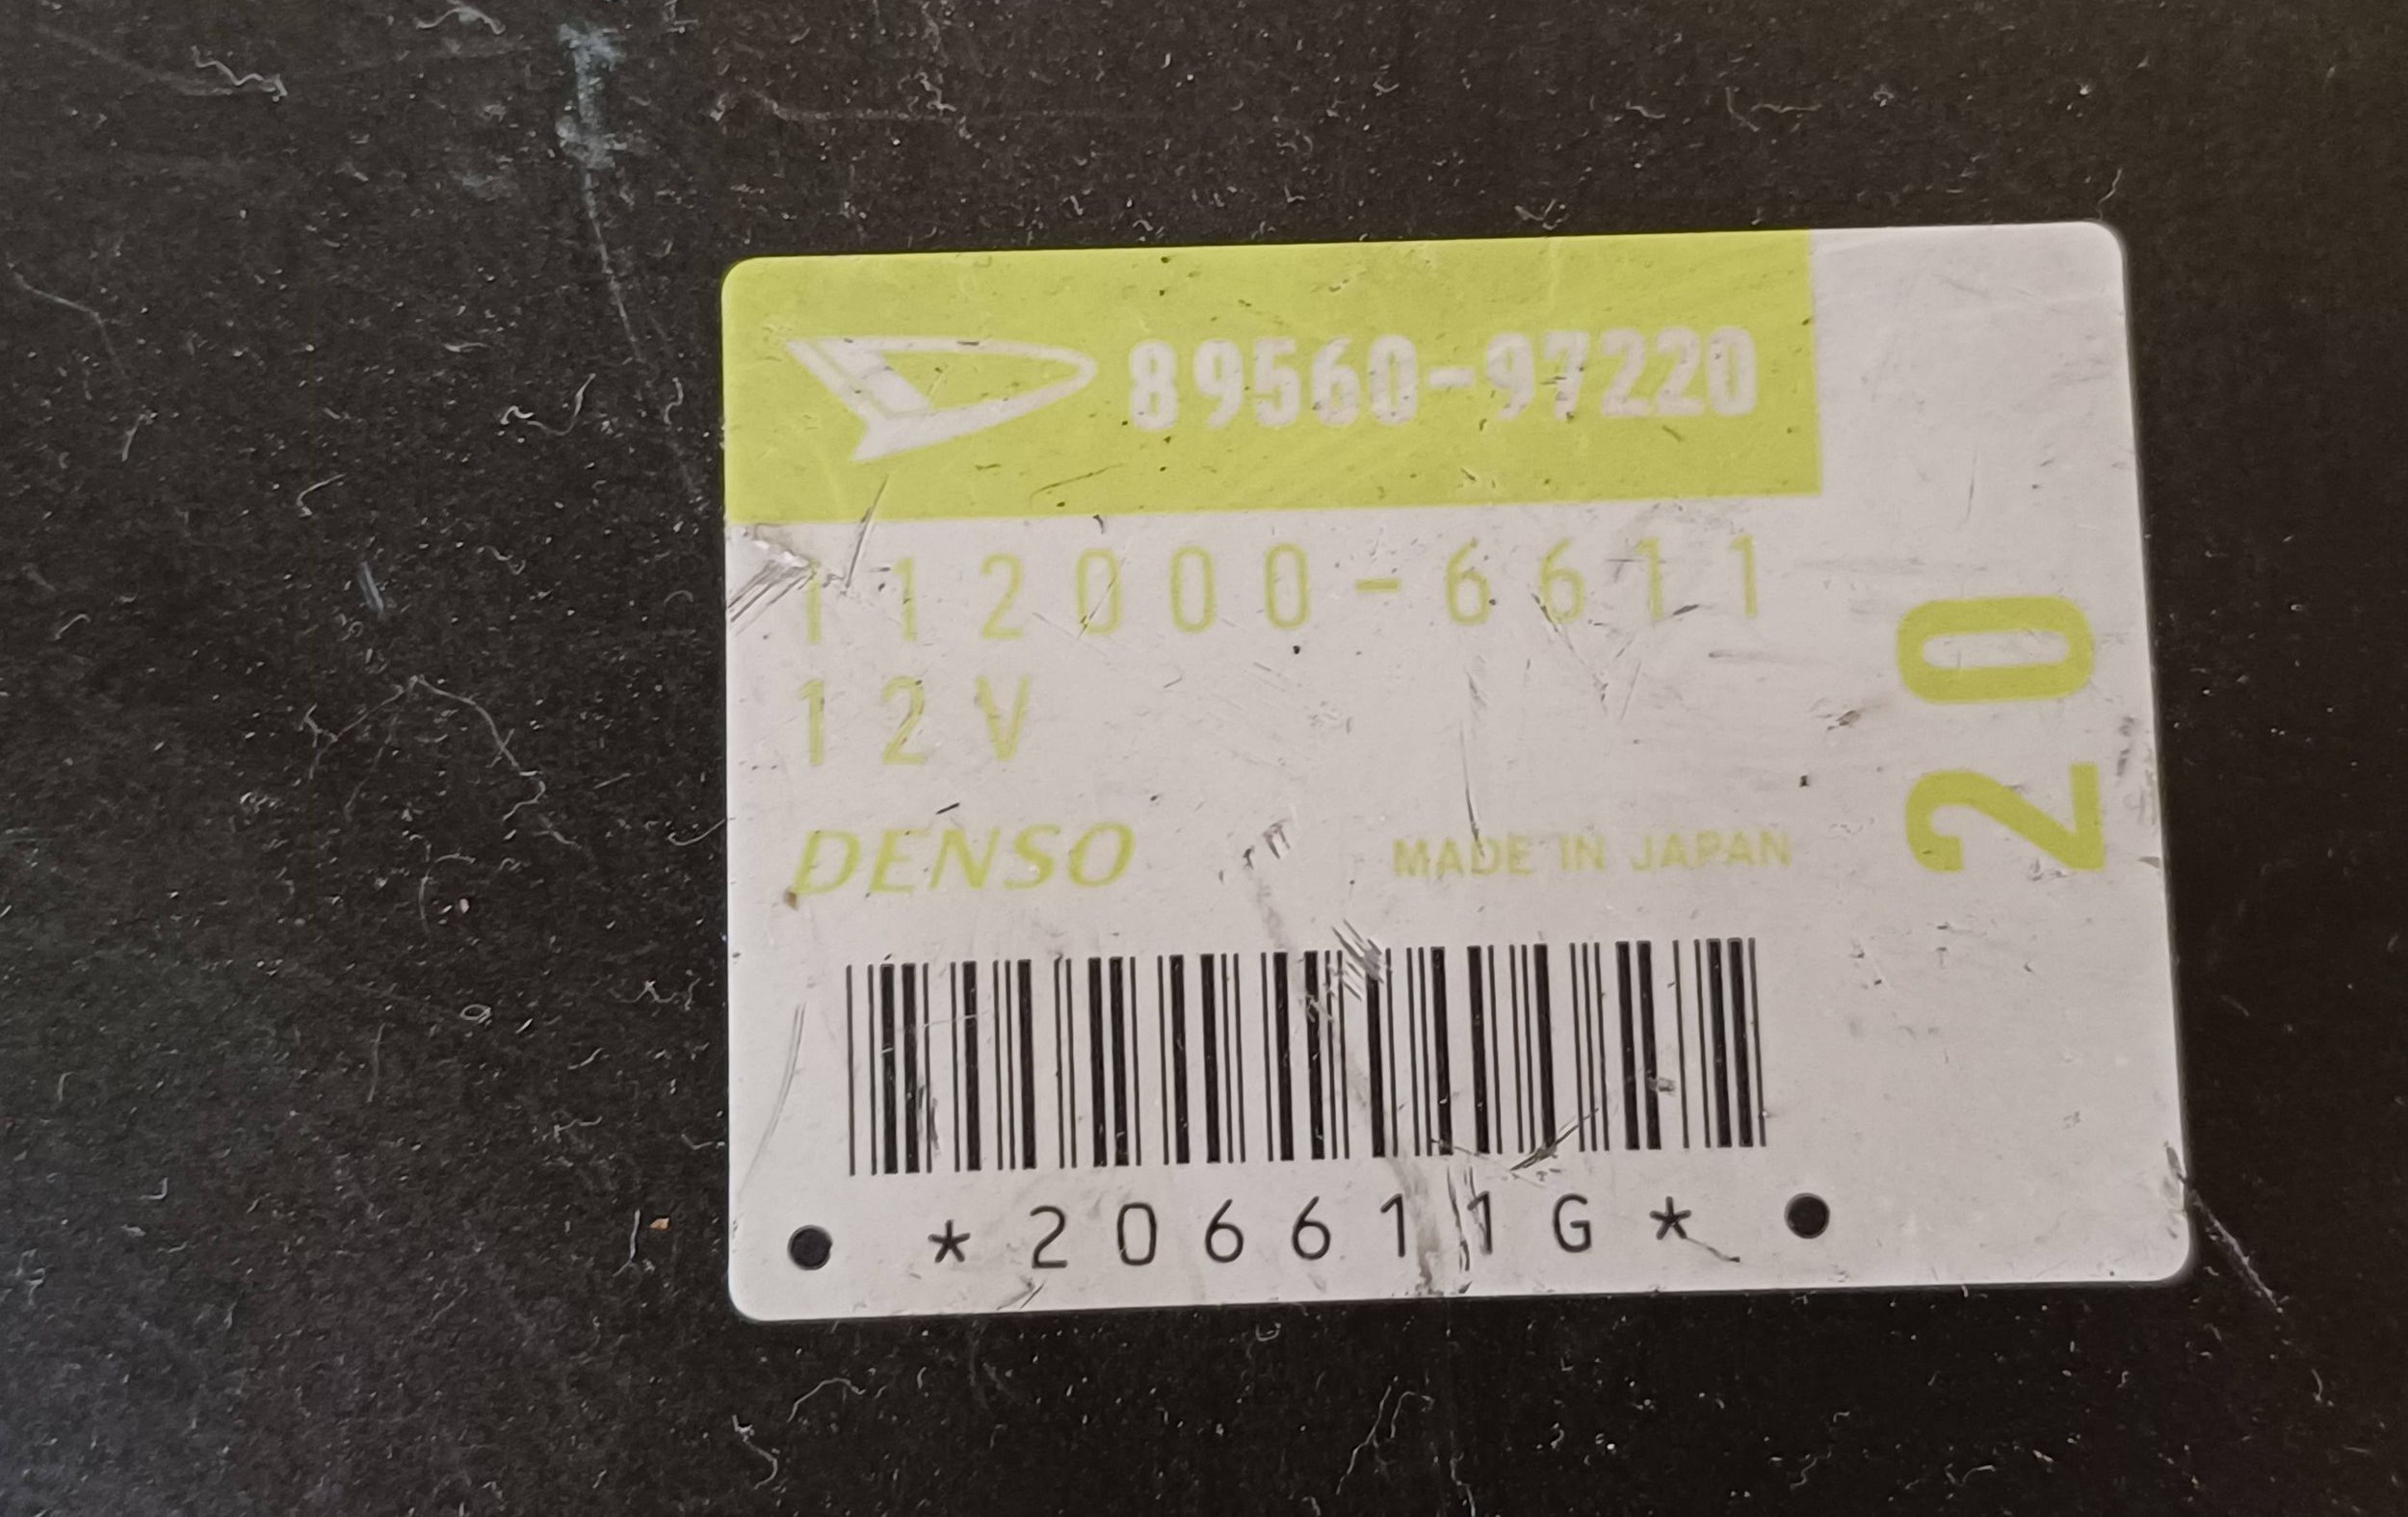 89560-97220
112000-6611
12V
DENSO MADE IN JAPAN
20
*206611G*